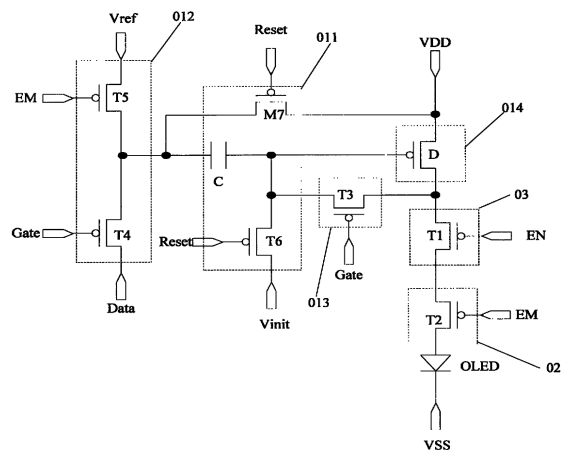 Vref
012
Reset
011
VDD
EM
T5
M7
014
D
C
T3
03
Gate
T4
Reset
T6
T1
EN
013
Gate
Data
Vinit
T2
EM
OLED
02
VSS